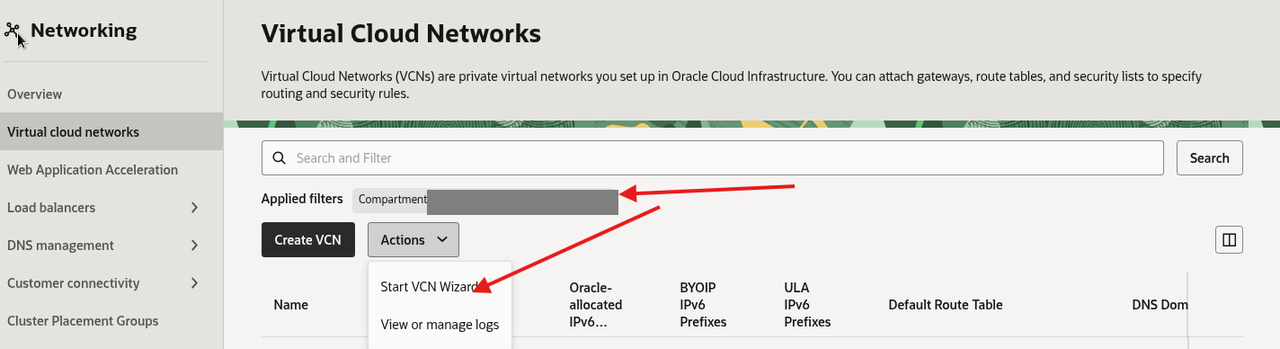 Networking
Overview
Virtual cloud networks
Web Application Acceleration
Load balancers
DNS management
Customer connectivity
Cluster Placement Groups
Virtual Cloud Networks
Virtual Cloud Networks (VCNs) are private virtual networks you set up in Oracle Cloud Infrastructure. You can attach gateways, route tables, and security lists to specify
routing and security rules.
Search and Filter
Search
Applied filters Compartment
Create VCN Actions
Start VCN Wizard
View or manage logs
Name
Oracle-
allocated
IPv6...
BYOIP
IPv6
Prefixes
ULA
IPv6
Prefixes
Default Route Table
DNS Dom